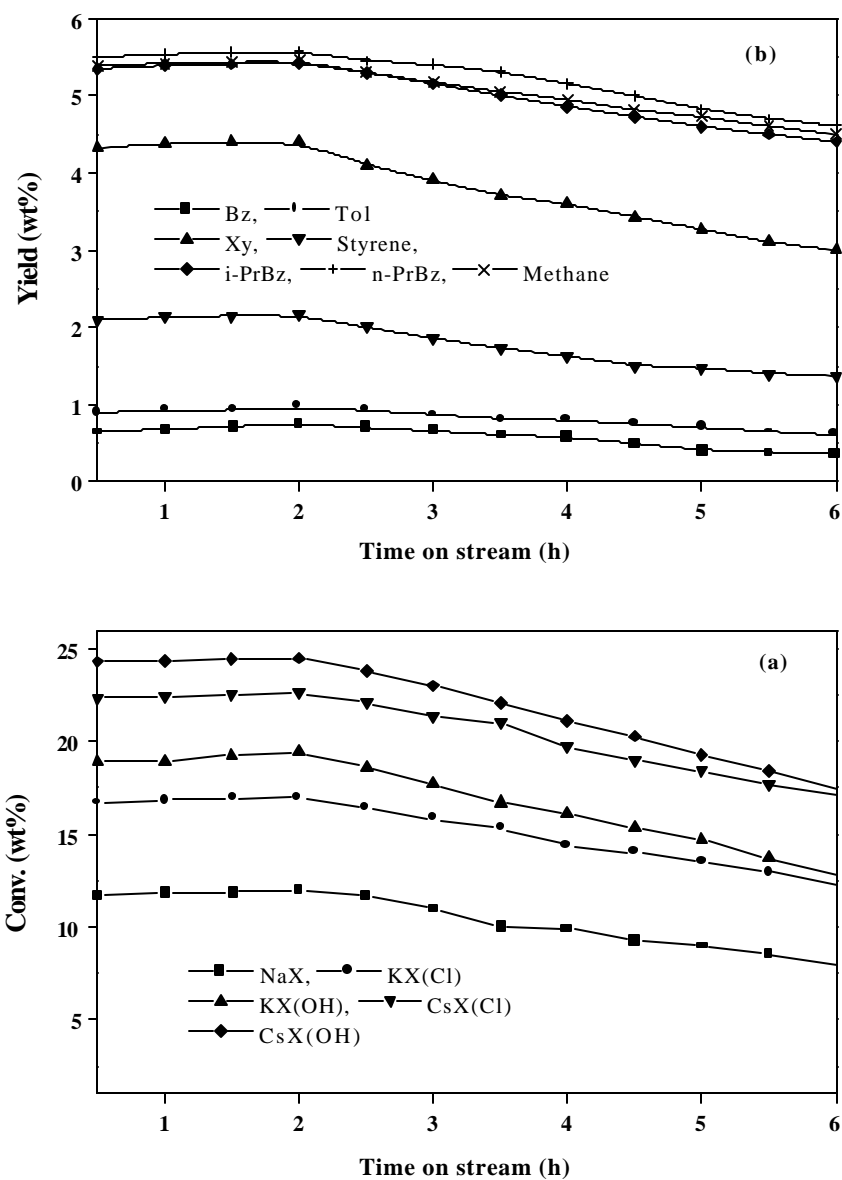 6
(b)
5
4
3
2
1
0
Yield (wt%)
Bz, Tol
Xy, Styrene,
i-PrBz, n-PrBz, Methane
1 2 3 4 5 6
Time on stream (h)
25
(a)
20
15
10
5
Conv. (wt%)
NaX, KX(Cl)
KX(OH), CsX(Cl)
CsX(OH)
1 2 3 4 5 6
Time on stream (h)